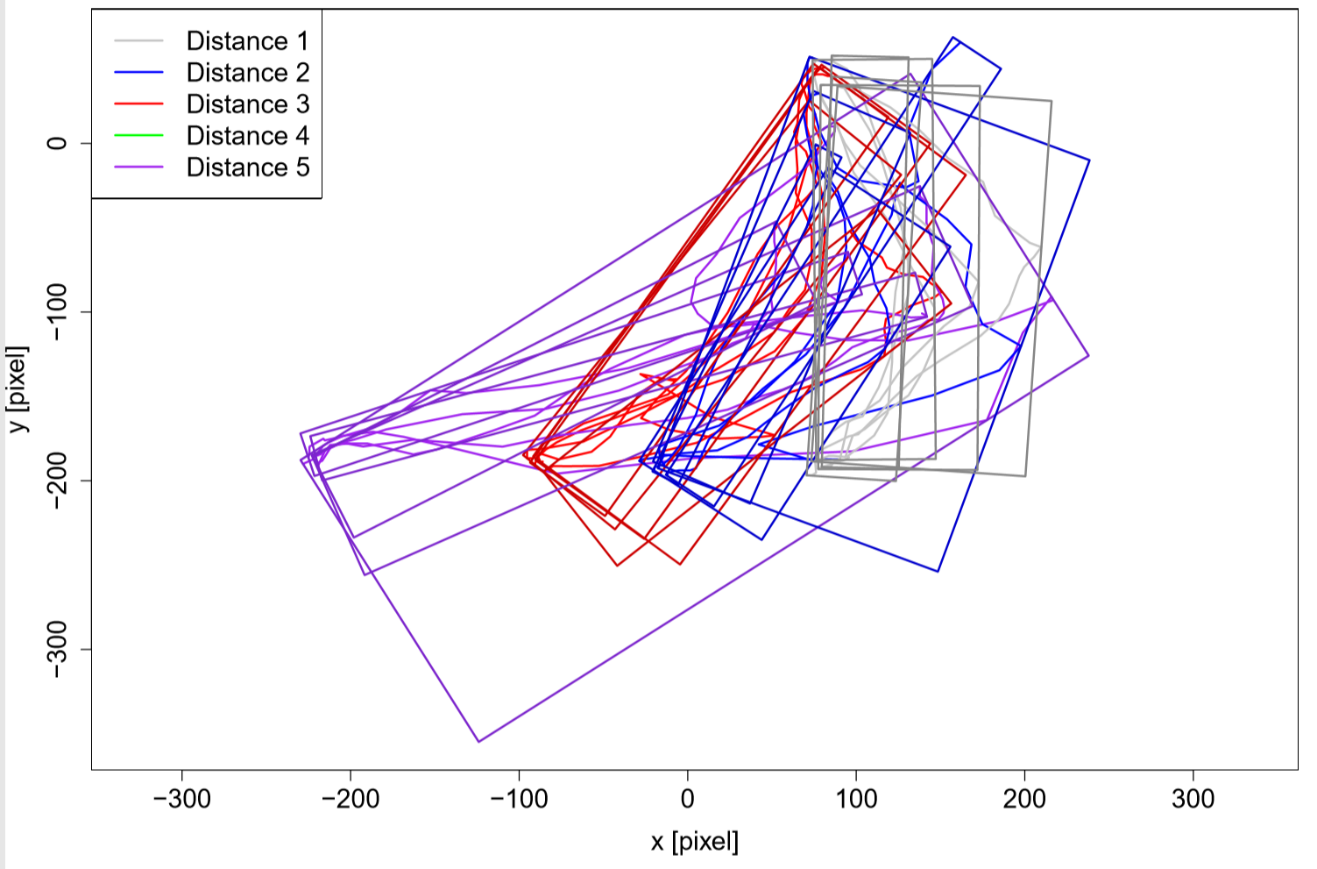 Distance 1
Distance 2
Distance 3
Distance 4
Distance 5
0
−100
−200
−300
y [pixel]
−300 −200 −100 0 100 200 300
x [pixel]